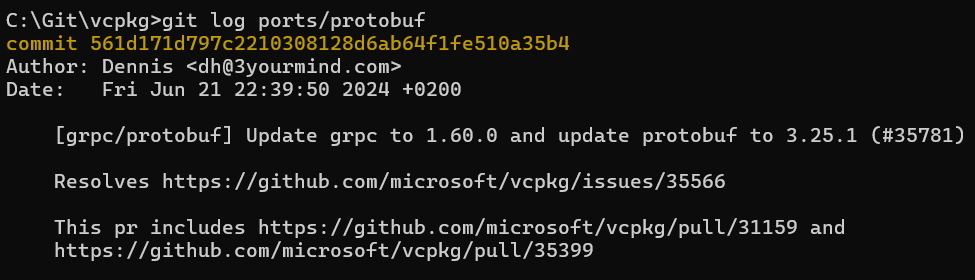 C:\Git\vcpkg>git log ports/protobuf
commit 561d171d797c2210308128d6ab64f1fe510a35b4
Author: Dennis <dh@3yourmind.com>
Date:   Fri Jun 21 22:39:50 2024 +0200
[grpc/protobuf] Update grpc to 1.60.0 and update protobuf to 3.25.1 (#35781)
Resolves https://github.com/microsoft/vcpkg/issues/35566
This pr includes https://github.com/microsoft/vcpkg/pull/31159 and
https://github.com/microsoft/vcpkg/pull/35399